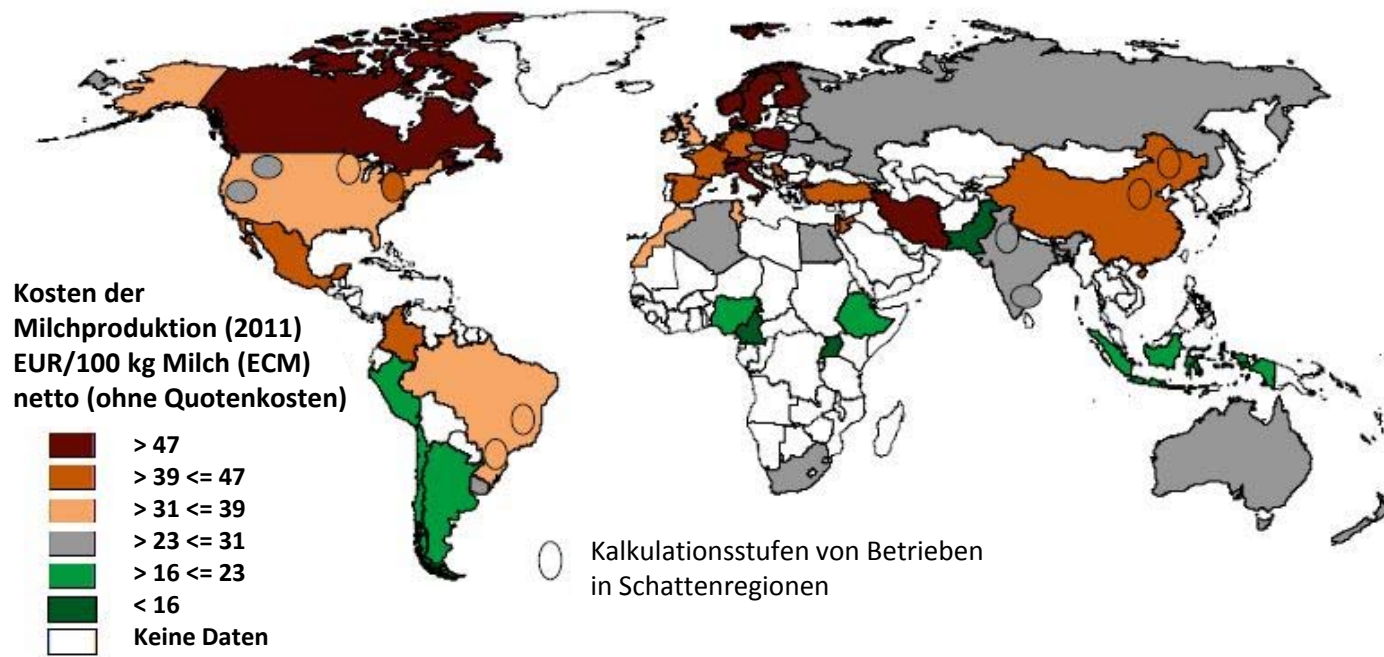 Kosten der
Milchproduktion (2011)
EUR/100 kg Milch (ECM)
netto (ohne Quotenkosten)
> 47
> 39 <= 47
> 31 <= 39
> 23 <= 31
> 16 <= 23
< 16
Keine Daten
Kalkulationsstufen von Betrieben
in Schattenregionen